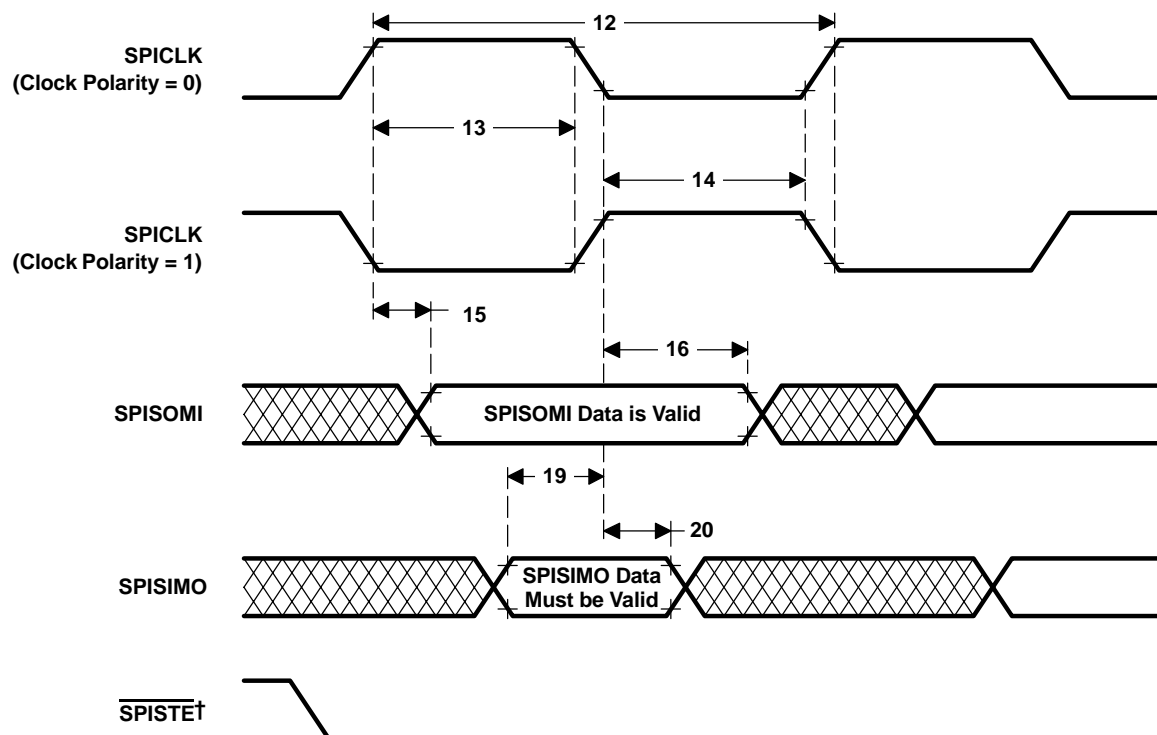 12
SPICLK
(Clock Polarity = 0)
13
14
SPICLK
(Clock Polarity = 1)
15
16
SPISOMI
SPISOMI Data is Valid
19
20
SPISIMO
SPISIMO Data
Must be Valid
SPISTE†